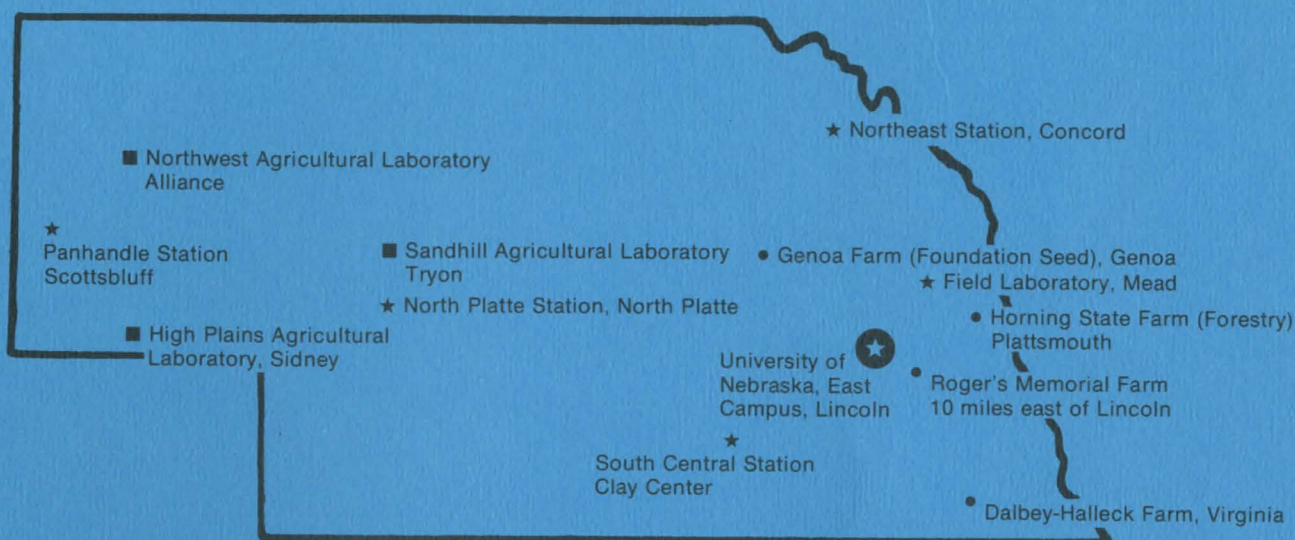 ★ Northeast Station, Concord
■ Northwest Agricultural Laboratory
Alliance
★
Panhandle Station
Scottsbluff
■ Sandhill Agricultural Laboratory
Tryon
★ North Platte Station, North Platte
• Genoa Farm (Foundation Seed), Genoa
★ Field Laboratory, Mead
• Horning State Farm (Forestry)
Plattsmouth
■ High Plains Agricultural
Laboratory, Sidney
University of
Nebraska, East
Campus, Lincoln
• Roger's Memorial Farm
10 miles east of Lincoln
★
South Central Station
Clay Center
• Dalbey-Halleck Farm, Virginia